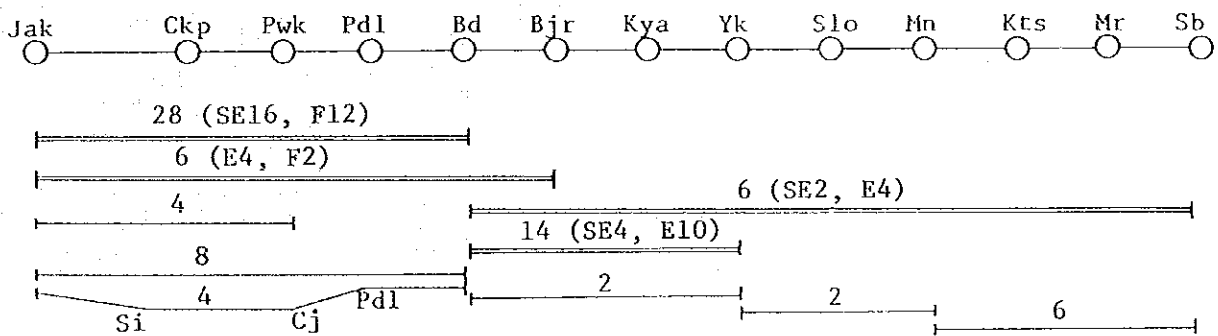 Jak Ckp Pwk Pdl Bd Bjr Kya Yk Slo Mn Kts Mr Sb
28 (SE16, F12)
6 (E4, F2)
6 (SE2, E4)
4
14 (SE4, E10)
8
2
2
6
4
Pdl
Si
Cj